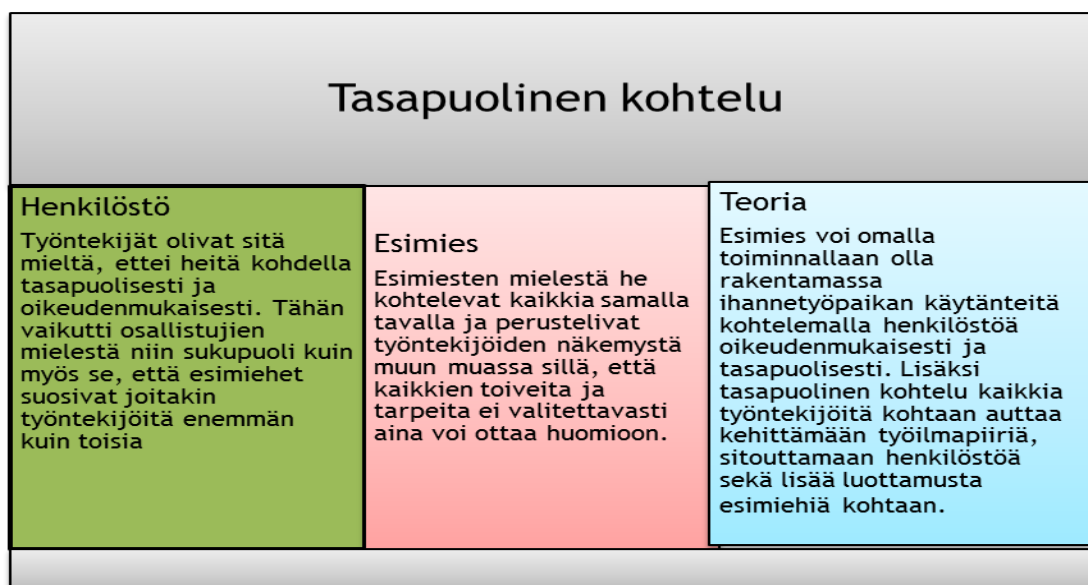 Tasapuolinen kohtelu
Henkilöstö
Työntekijät olivat sitä
mieltä, ettei heitä kohdella
tasapuolisesti ja
oikeudenmukaisesti. Tähän
vaikutti osallistujien
mielestä niin sukupuoli kuin
myös se, että esimiehet
suosivat joitakin
työntekijöitä enemmän
kuin toisia
Esimies
Esimiesten mielestä he
kohtelevat kaikkia samalla
tavalla ja perustelivat
työntekijöiden näkemystä
muun muassa sillä, että
kaikkien toiveita ja
tarpeita ei valitettavasti
aina voi ottaa huomioon.
Teoria
Esimies voi omalla
toiminnallaan olla
rakentamassa
ihannetyöpaikan käytänteitä
kohtelemalla henkilöstöä
oikeudenmukaisesti ja
tasapuolisesti. Lisäksi
tasapuolinen kohtelu kaikkia
työntekijöitä kohtaan auttaa
kehittämään työilmapiiriä,
sitouttamaan henkilöstöä
sekä lisää luottamusta
esimiehiä kohtaan.